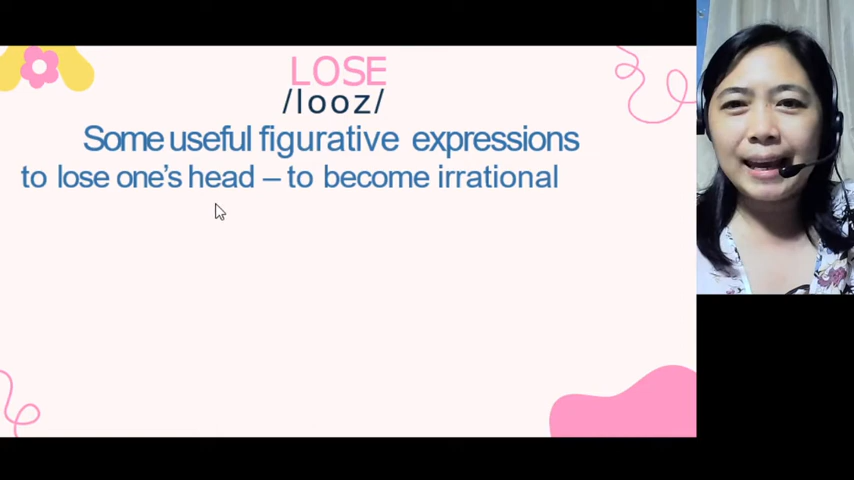 LOSE
/looz/
Some useful figurative expressions
to lose one's head – to become irrational